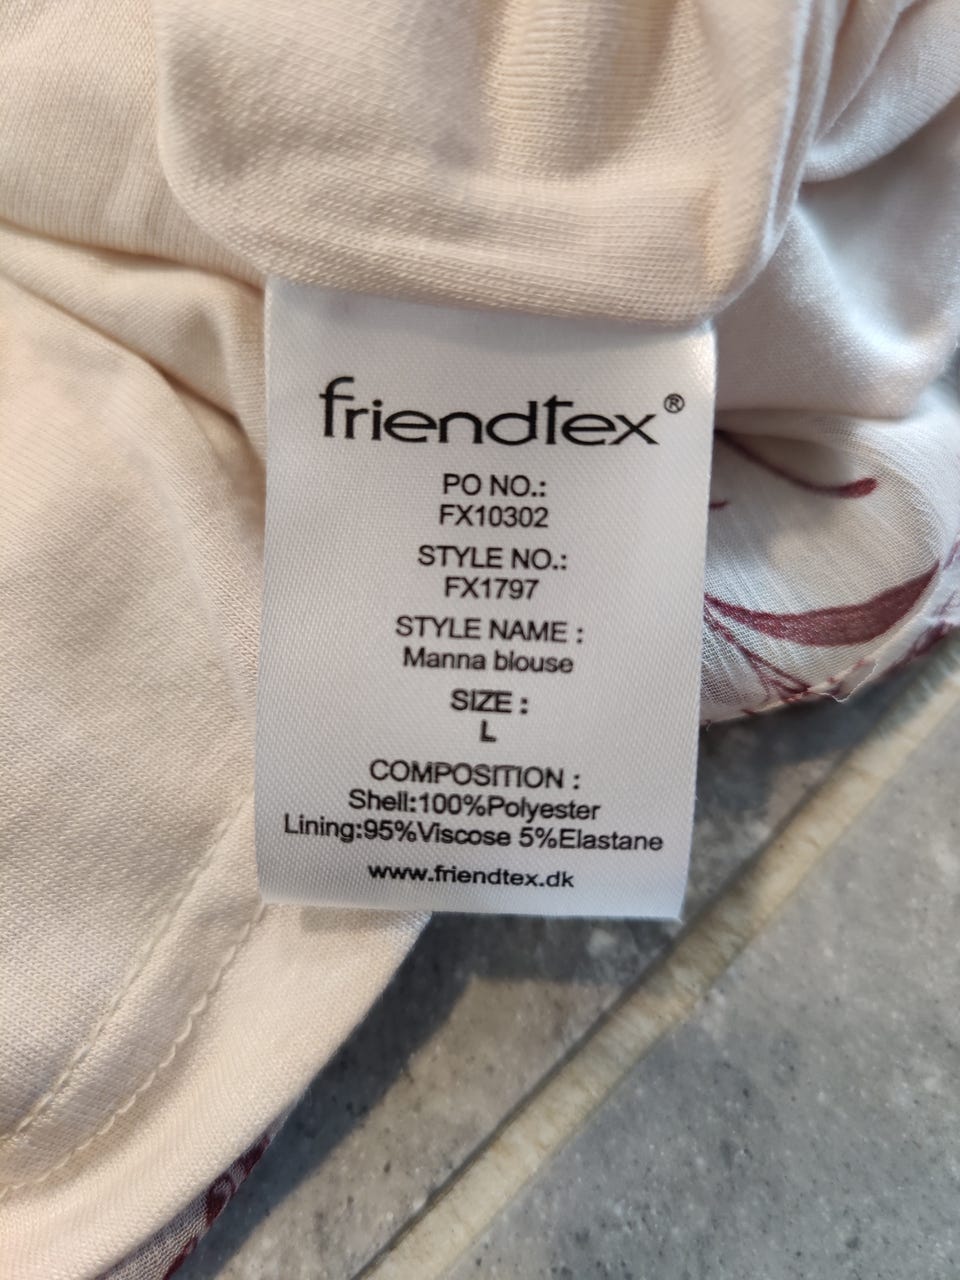 friendtex®
PO NO.:
FX10302
STYLE NO.:
FX1797
STYLE NAME :
Manna blouse
SIZE :
L
COMPOSITION :
Shell:100%Polyester
Lining:95%Viscose 5%Elastane
www.friendtex.dk